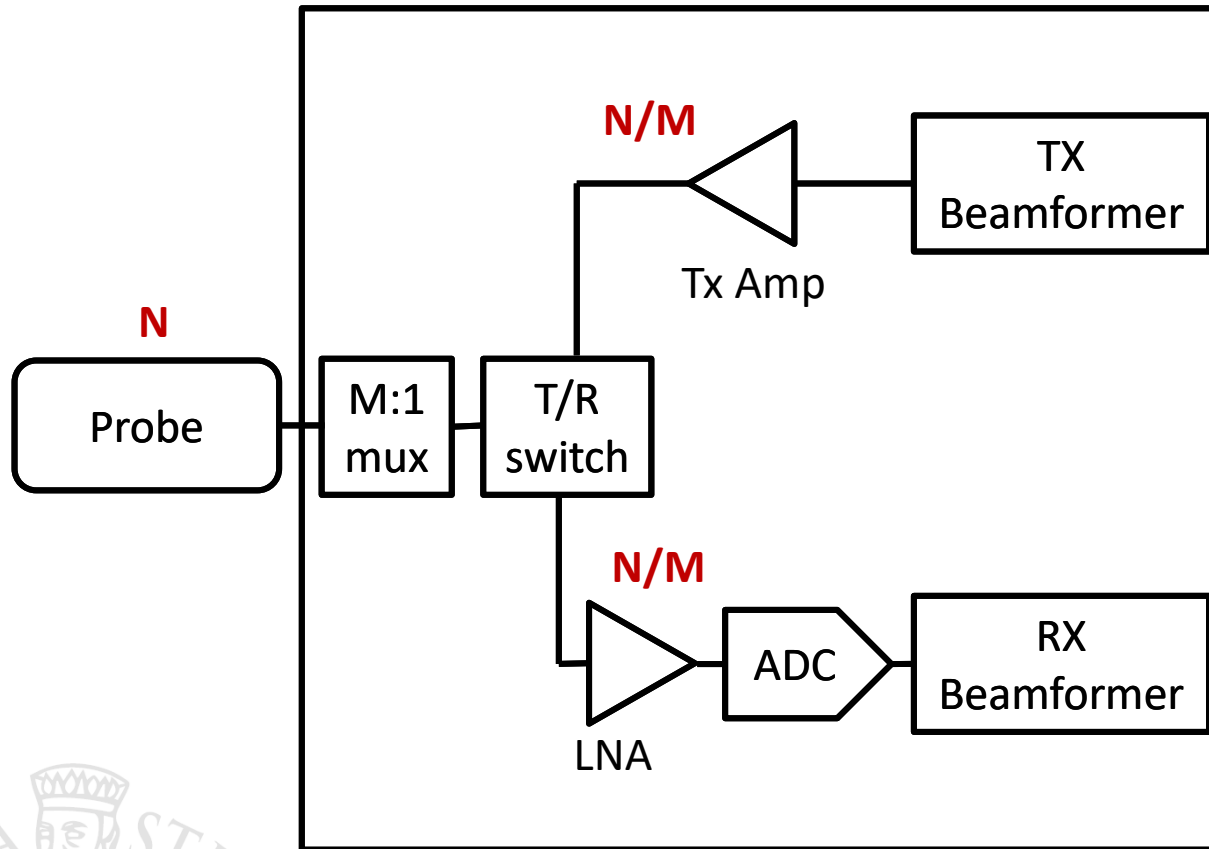 N/M
TX
Beamformer
Tx Amp
N
Probe
M:1
mux
T/R
switch
N/M
LNA
ADC
RX
Beamformer